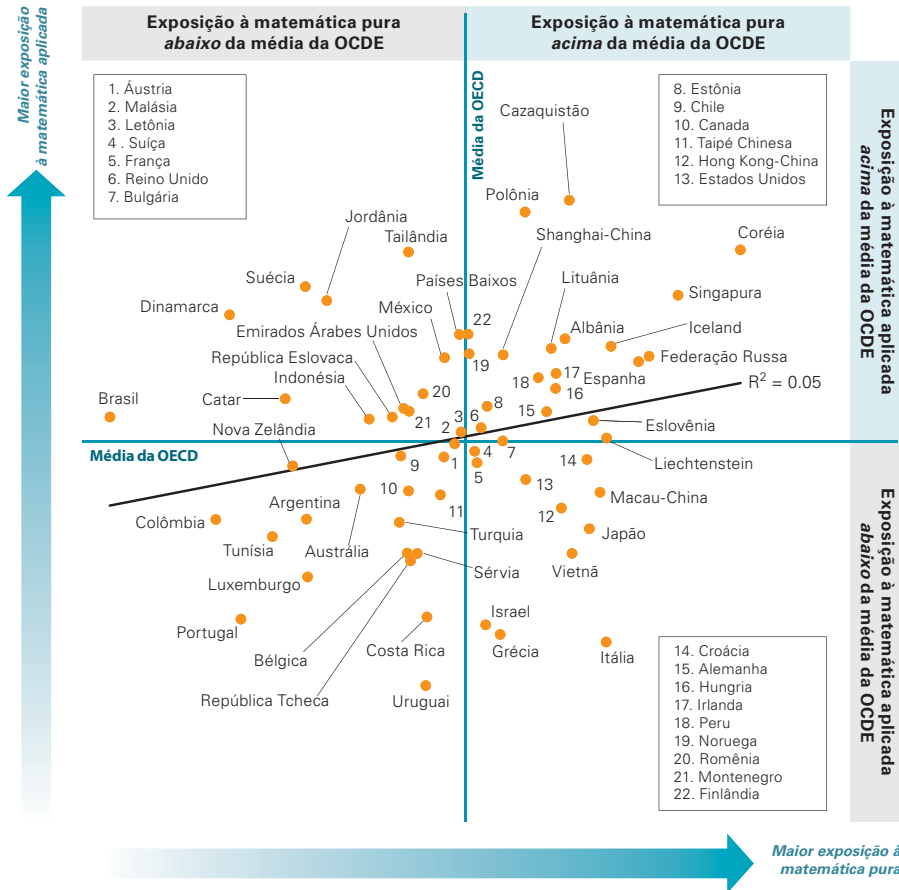 Exposição à matemática pura
abaixo da média da OCDE
Exposição à matemática pura
acima da média da OCDE
Maior exposição
à matemática aplicada
1. Áustria
2. Malásia
3. Letônia
4 . Suíça
5. França
6. Reino Unido
7. Bulgária
Média da OECD
8. Estônia
9. Chile
10. Canada
11. Taipé Chinesa
12. Hong Kong-China
13. Estados Unidos
Exposição à matemática aplicada
acima da média da OCDE
Cazaquistão
Polônia
Jordânia
Tailândia
Shanghai-China
Coréia
Suécia
Países Baixos
Lituânia
Dinamarca
México
Singapura
Emirados Árabes Unidos
22
Albânia
Iceland
República Eslovaca
19
Federação Russa
Indonésia
18
17
Espanha
R² = 0.05
Brasil
Catar
20
16
21
3
6
8
15
Eslovênia
Nova Zelândia
2
Média da OECD
9
1
4
7
14
Liechtenstein
5
10
13
Macau-China
Argentina
11
12
Colômbia
Turquia
Japão
Tunísia
Austrália
Sérvia
Vietnã
Luxemburgo
Israel
Portugal
Bélgica
Costa Rica
Grécia
Itália
República Tcheca
Uruguai
Exposição à matemática aplicada
abaixo da média da OCDE
14. Croácia
15. Alemanha
16. Hungria
17. Irlanda
18. Peru
19. Noruega
20. Romênia
21. Montenegro
22. Finlândia
Maior exposição à
matemática pura